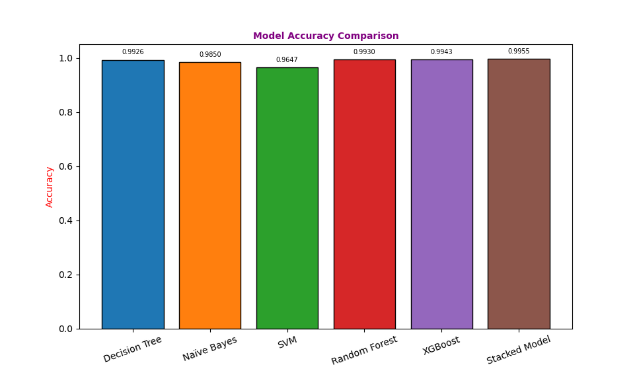 Model Accuracy Comparison
0.9926
0.9850
0.9647
0.9930
0.9943
0.9955
1.0
0.8
0.6
0.4
0.2
0.0
Accuracy
Decision Tree
Naive Bayes
SVM
Random Forest
XGBoost
Stacked Model